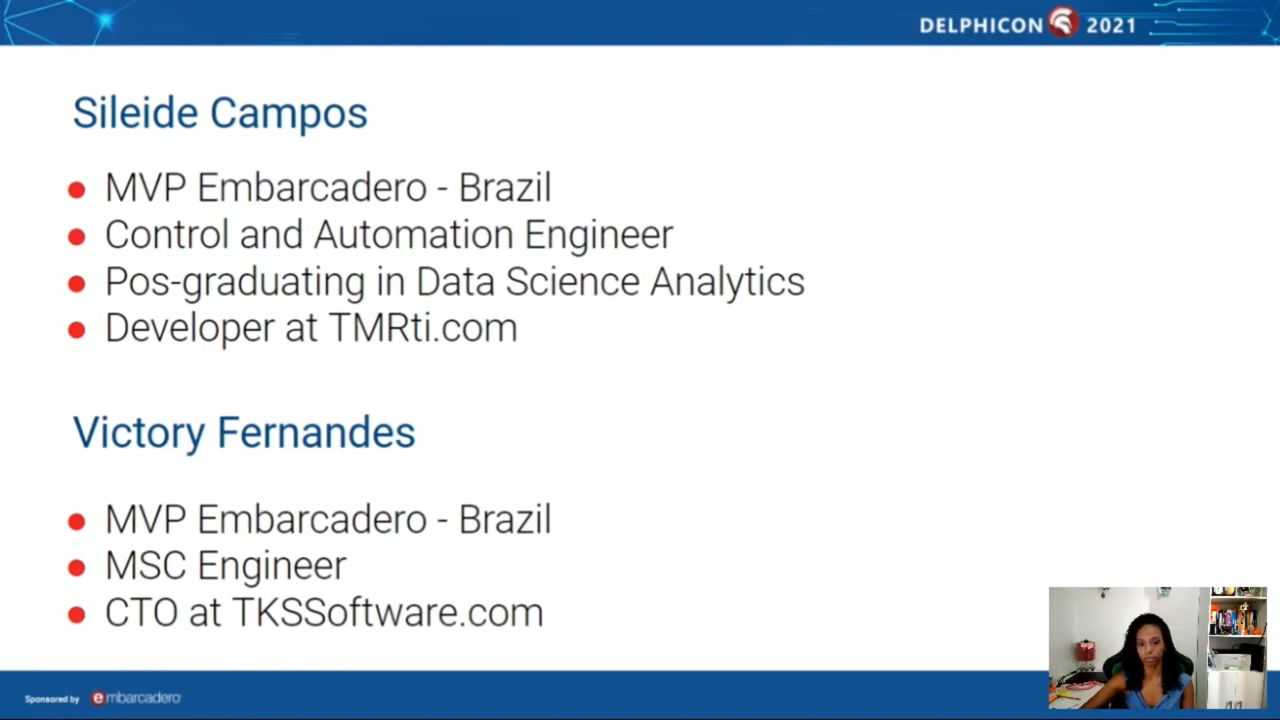 DELPHICON 2021
Sileide Campos
MVP Embarcadero - Brazil
Control and Automation Engineer
Pos-graduating in Data Science Analytics
Developer at TMRti.com
Victory Fernandes
MVP Embarcadero - Brazil
MSC Engineer
CTO at TKSSoftware.com
Sponsored by embarcadero